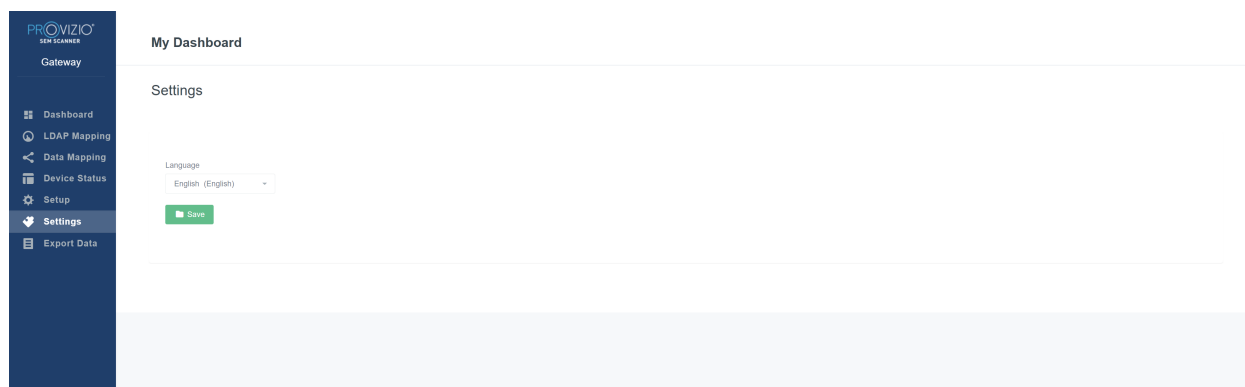 PROVIZIO
SEM SCANNER
Gateway
Dashboard
LDAP Mapping
Data Mapping
Device Status
Setup
Settings
Export Data
My Dashboard
Settings
Language
English (English)
Save